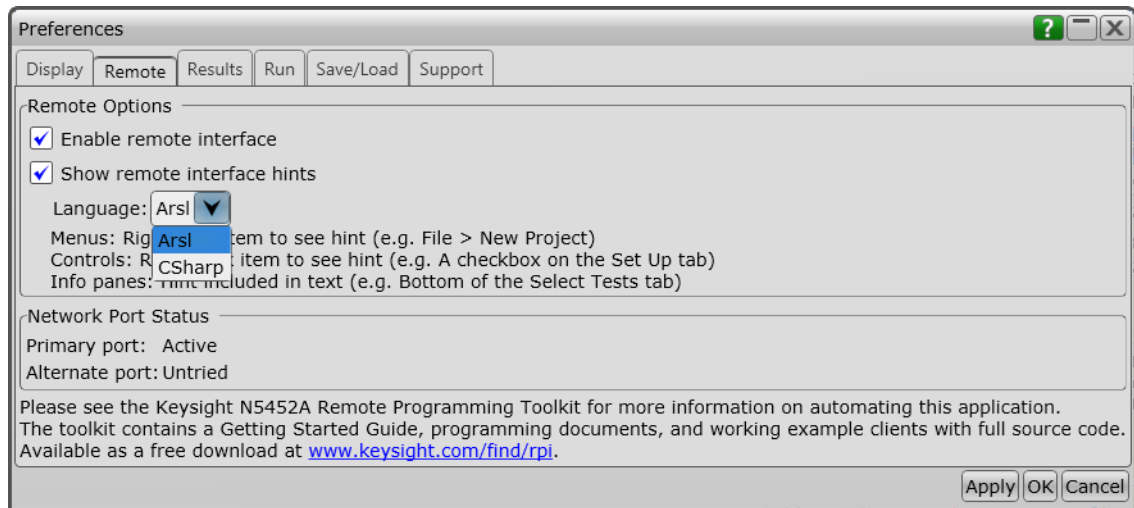 Preferences
?
X
Display Remote Results Run Save/Load Support
Remote Options
Enable remote interface
Show remote interface hints
Language: Arsl
Arsl
CSharp
Menus: Rig em to see hint (e.g. File > New Project)
Controls: R item to see hint (e.g. A checkbox on the Set Up tab)
Info panes: Hint included in text (e.g. Bottom of the Select Tests tab)
Network Port Status
Primary port: Active
Alternate port: Untried
Please see the Keysight N5452A Remote Programming Toolkit for more information on automating this application.
The toolkit contains a Getting Started Guide, programming documents, and working example clients with full source code.
Available as a free download at www.keysight.com/find/rpi.
Apply OK Cancel